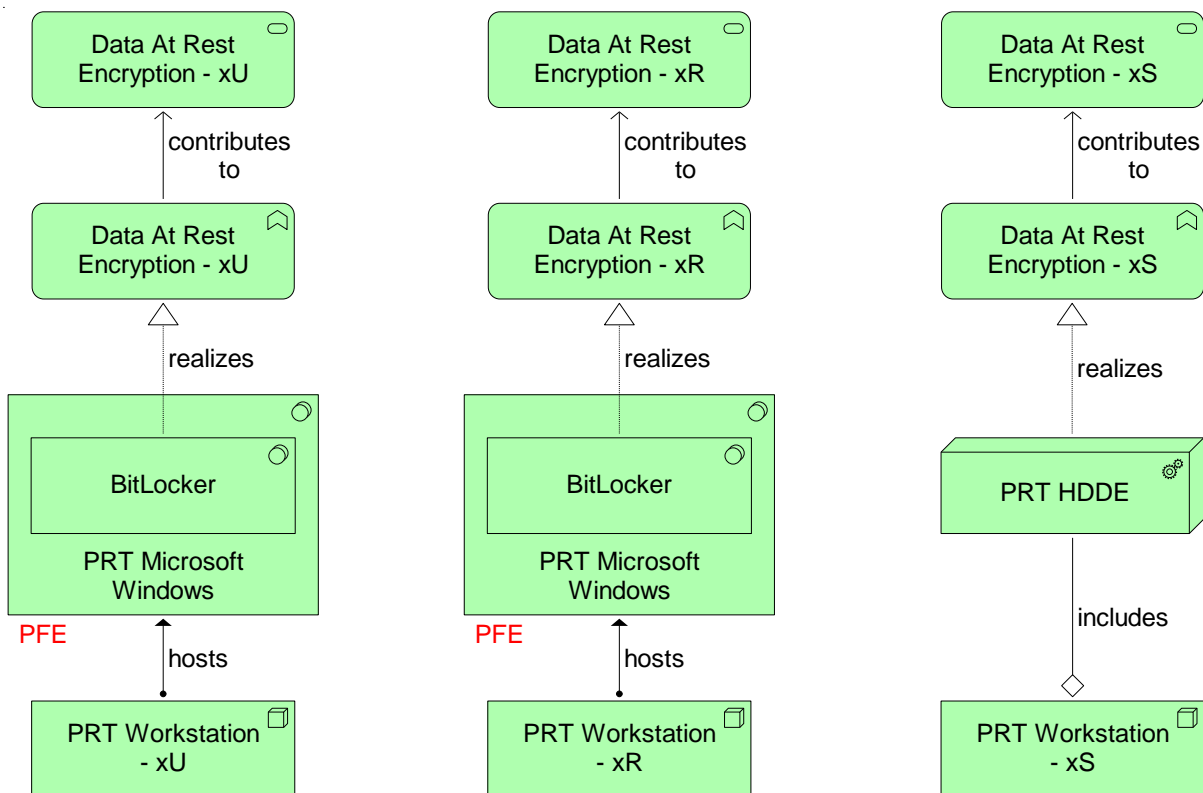 Data At Rest
Encryption - xU
contributes
to
Data At Rest
Encryption - xU
realizes
BitLocker
PRT Microsoft
Windows
PFE
hosts
PRT Workstation
- xU
Data At Rest
Encryption - xR
contributes
to
Data At Rest
Encryption - xR
realizes
BitLocker
PRT Microsoft
Windows
PFE
hosts
PRT Workstation
- xR
Data At Rest
Encryption - xS
contributes
to
Data At Rest
Encryption - xS
realizes
PRT HDDE
includes
PRT Workstation
- xS